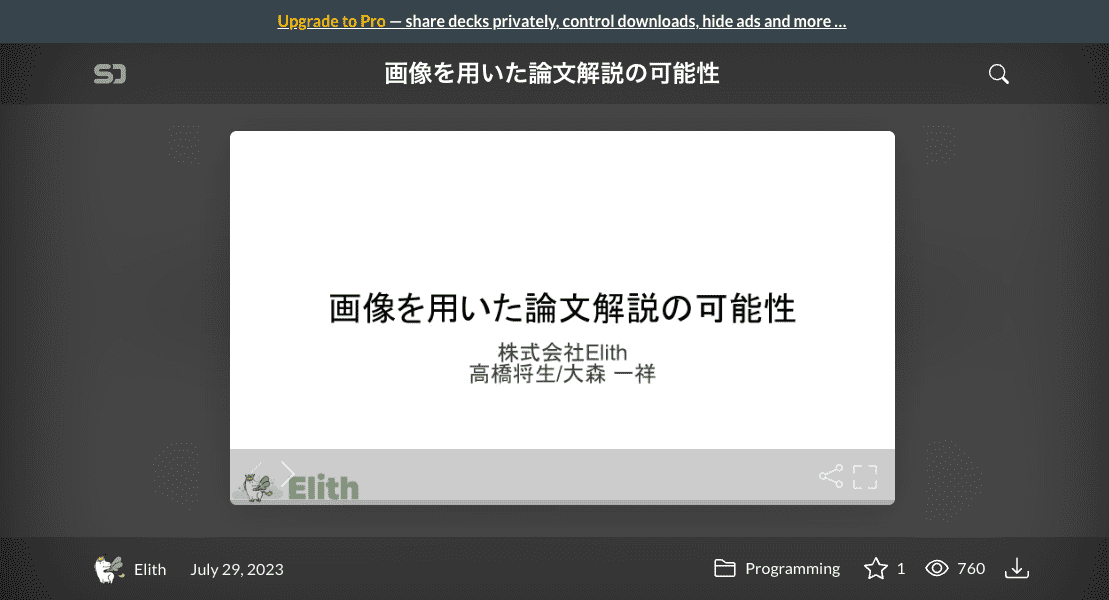 Upgrade to Pro — share decks privately, control downloads, hide ads and more …
SD
画像を用いた論文解説の可能性
画像を用いた論文解説の可能性
株式会社Elith
高橋将生/大森 一祥
Elith
Elith
July 29, 2023
Programming
1
760